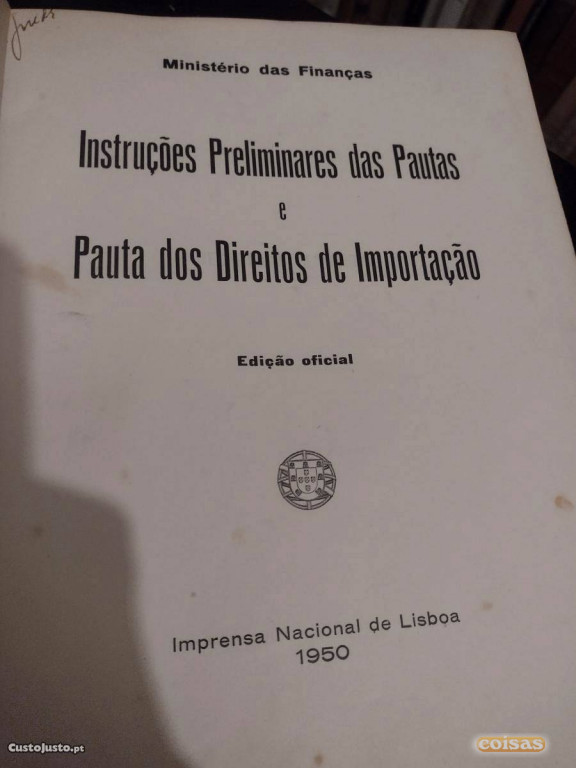 Ministério das Finanças
Instruções Preliminares das Pautas
e
Pauta dos Direitos de Importação
Edição oficial
Imprensa Nacional de Lisboa
1950
CustoJusto.pt
coisas